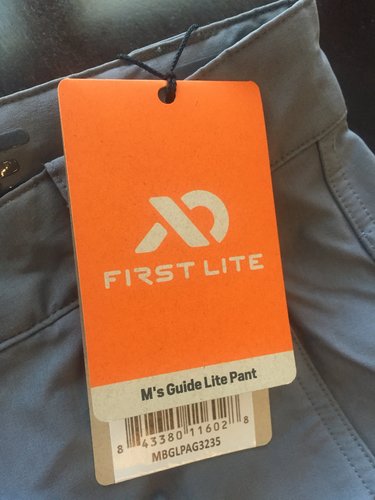 FIRST LITE
M's Guide Lite Pant
8 43380 11602 8
MBGLPAG3235